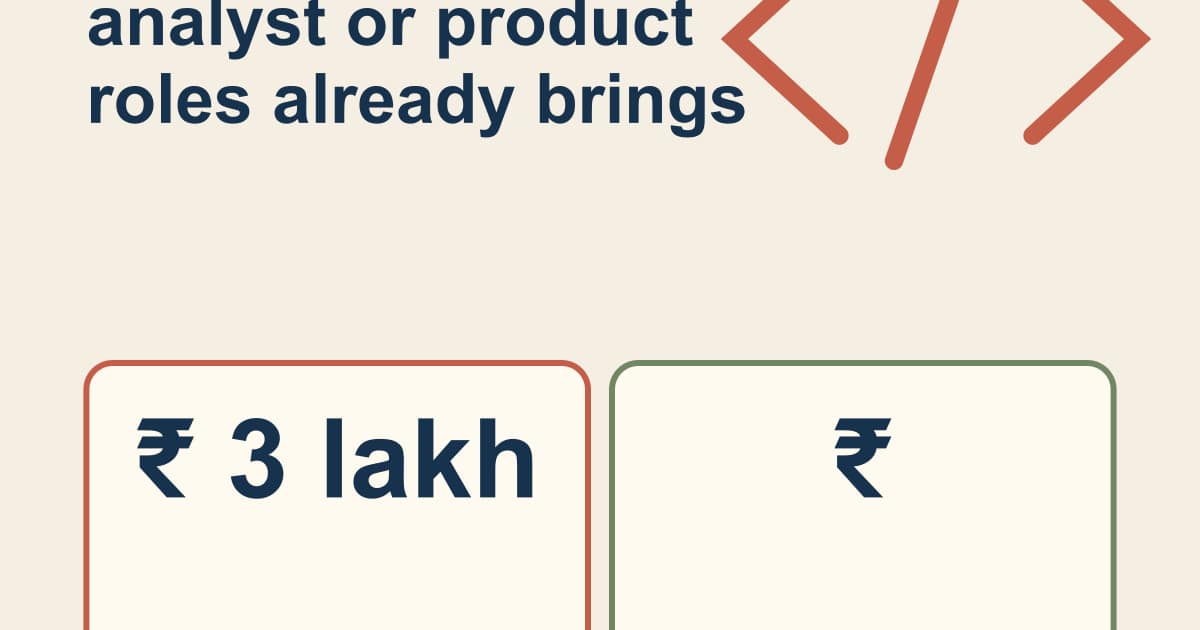 analyst or product
roles already brings
₹ 3 lakh
₹